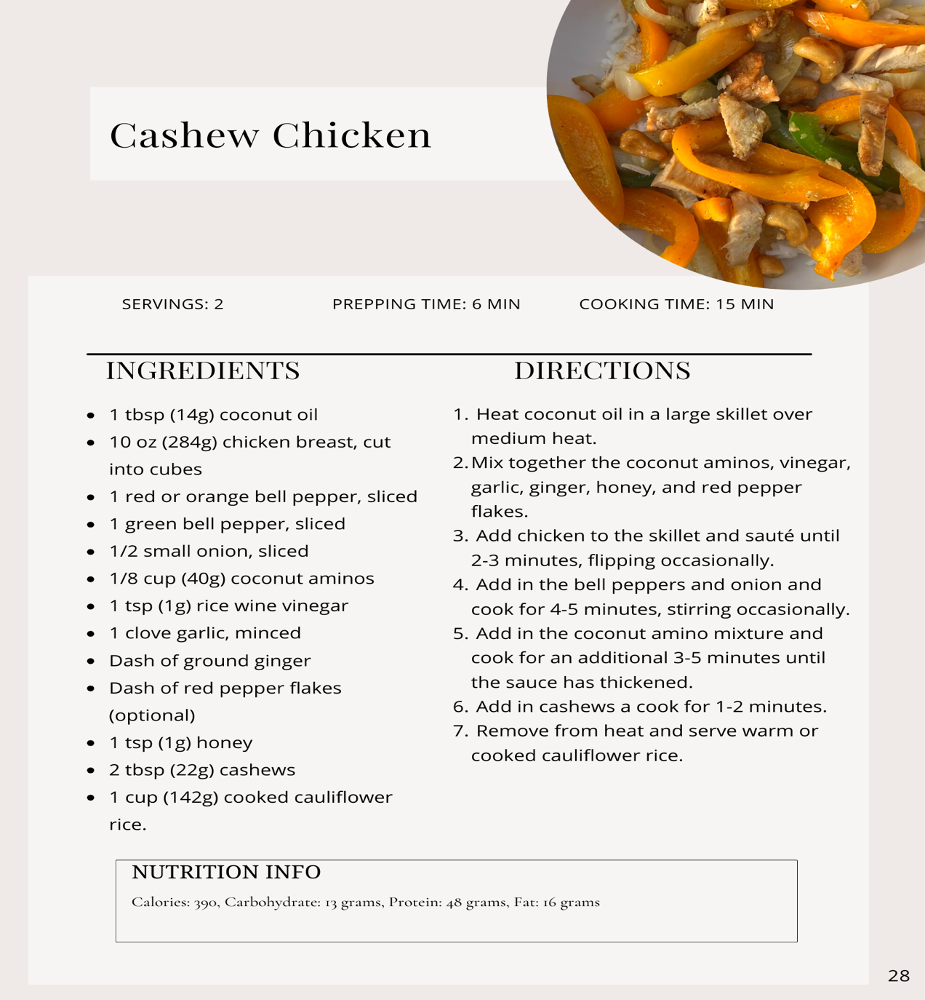 Cashew Chicken
SERVINGS: 2
PREPPING TIME: 6 MIN
COOKING TIME: 15 MIN
INGREDIENTS
• 1 tbsp (14g) coconut oil
• 10 oz (284g) chicken breast, cut
into cubes
• 1 red or orange bell pepper, sliced
• 1 green bell pepper, sliced
• 1/2 small onion, sliced
• 1/8 cup (40g) coconut aminos
• 1 tsp (1g) rice wine vinegar
• 1 clove garlic, minced
• Dash of ground ginger
• Dash of red pepper flakes
(optional)
• 1 tsp (1g) honey
• 2 tbsp (22g) cashews
• 1 cup (142g) cooked cauliflower
rice.
DIRECTIONS
1. Heat coconut oil in a large skillet over
medium heat.
2. Mix together the coconut aminos, vinegar,
garlic, ginger, honey, and red pepper
flakes.
3. Add chicken to the skillet and sauté until
2-3 minutes, flipping occasionally.
4. Add in the bell peppers and onion and
cook for 4-5 minutes, stirring occasionally.
5. Add in the coconut amino mixture and
cook for an additional 3-5 minutes until
the sauce has thickened.
6. Add in cashews a cook for 1-2 minutes.
7. Remove from heat and serve warm or
cooked cauliflower rice.
NUTRITION INFO
Calories: 390, Carbohydrate: 13 grams, Protein: 48 grams, Fat: 16 grams
28